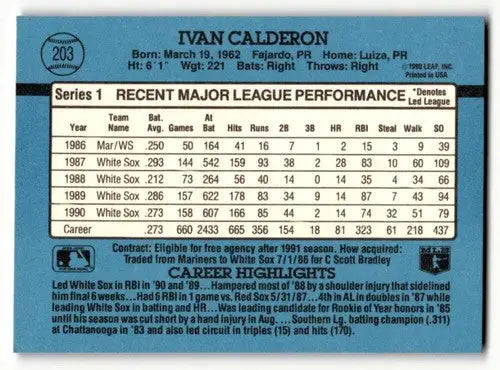 203
IVAN CALDERON
Born: March 19, 1962 Fajardo, PR Home: Luiza, PR
Ht: 6'1" Wgt: 221 Bats: Right Throws: Right
©1990 LEAF, INC.
Printed in USA
Series 1 RECENT MAJOR LEAGUE PERFORMANCE *Denotes Led League
Year Team Name Bat. Avg. Games At Bat Hits Runs 2B 3B HR RBI Steal Walk SO
1986 Mar/WS .250 50 164 41 16 7 1 2 15 3 9 39
1987 White Sox .293 144 542 159 93 38 2 28 83 10 60 109
1988 White Sox .212 73 264 56 40 14 0 14 35 4 34 66
1989 White Sox .286 157 622 178 83 34 9 14 87 7 43 94
1990 White Sox .273 158 607 166 85 44 2 14 74 32 51 79
Career .273 660 2433 665 356 154 18 81 323 61 218 437
Contract: Eligible for free agency after 1991 season. How acquired:
Traded from Mariners to White Sox 7/1/86 for C Scott Bradley
CAREER HIGHLIGHTS
Led White Sox in RBI in '90 and '89... Hampered most of '88 by a shoulder injury that sidelined
him final 6 weeks... Had 6 RBI in 1 game vs. Red Sox 5/31/87... 4th in AL in doubles in '87 while
leading White Sox in batting and HR... Was leading candidate for Rookie of Year honors in '85
until his season was cut short by a hand injury in Aug. ... Southern Lg. batting champion (.311)
at Chattanooga in '83 and also led circuit in triples (15) and hits (170).